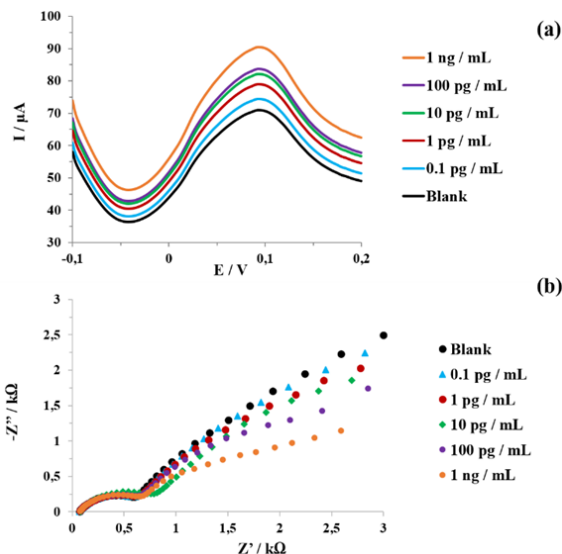 (a)
I / µA
100
90
80
70
60
50
40
30
-0,1
0
0,1
0,2
E / V
1 ng / mL
100 pg / mL
10 pg / mL
1 pg / mL
0.1 pg / mL
Blank
(b)
-Z'' / kΩ
3
2,5
2
1,5
1
0,5
0
0
0,5
1
1,5
2
2,5
3
Z' / kΩ
Blank
0.1 pg / mL
1 pg / mL
10 pg / mL
100 pg / mL
1 ng / mL